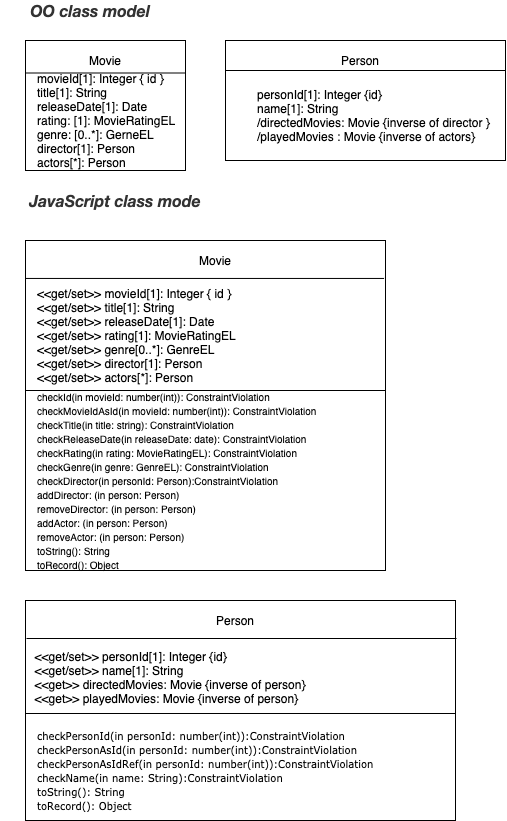 OO class model
Movie
movieId[1]: Integer { id }
title[1]: String
releaseDate[1]: Date
rating: [1]: MovieRatingEL
genre: [0..*]: GerneEL
director[1]: Person
actors[*]: Person
Person
personId[1]: Integer {id}
name[1]: String
/directedMovies: Movie {inverse of director }
/playedMovies : Movie {inverse of actors}
JavaScript class mode
Movie
<<get/set>> movieId[1]: Integer { id }
<<get/set>> title[1]: String
<<get/set>> releaseDate[1]: Date
<<get/set>> rating[1]: MovieRatingEL
<<get/set>> genre[0..*]: GenreEL
<<get/set>> director[1]: Person
<<get/set>> actors[*]: Person
checkId(in movieId: number(int)): ConstraintViolation
checkMovieIdAsId(in movieId: number(int)): ConstraintViolation
checkTitle(in title: string): ConstraintViolation
checkReleaseDate(in releaseDate: date): ConstraintViolation
checkRating(in rating: MovieRatingEL): ConstraintViolation
checkGenre(in genre: GenreEL): ConstraintViolation
checkDirector(in personId: Person):ConstraintViolation
addDirector: (in person: Person)
removeDirector: (in person: Person)
addActor: (in person: Person)
removeActor: (in person: Person)
toString(): String
toRecord(): Object
Person
<<get/set>> personId[1]: Integer {id}
<<get/set>> name[1]: String
<<get>> directedMovies: Movie {inverse of person}
<<get>> playedMovies: Movie {inverse of person}
checkPersonId(in personId: number(int)):ConstraintViolation
checkPersonAsId(in personId: number(int)):ConstraintViolation
checkPersonAsIdRef(in personId: number(int)):ConstraintViolation
checkName(in name: String):ConstraintViolation
toString(): String
toRecord(): Object